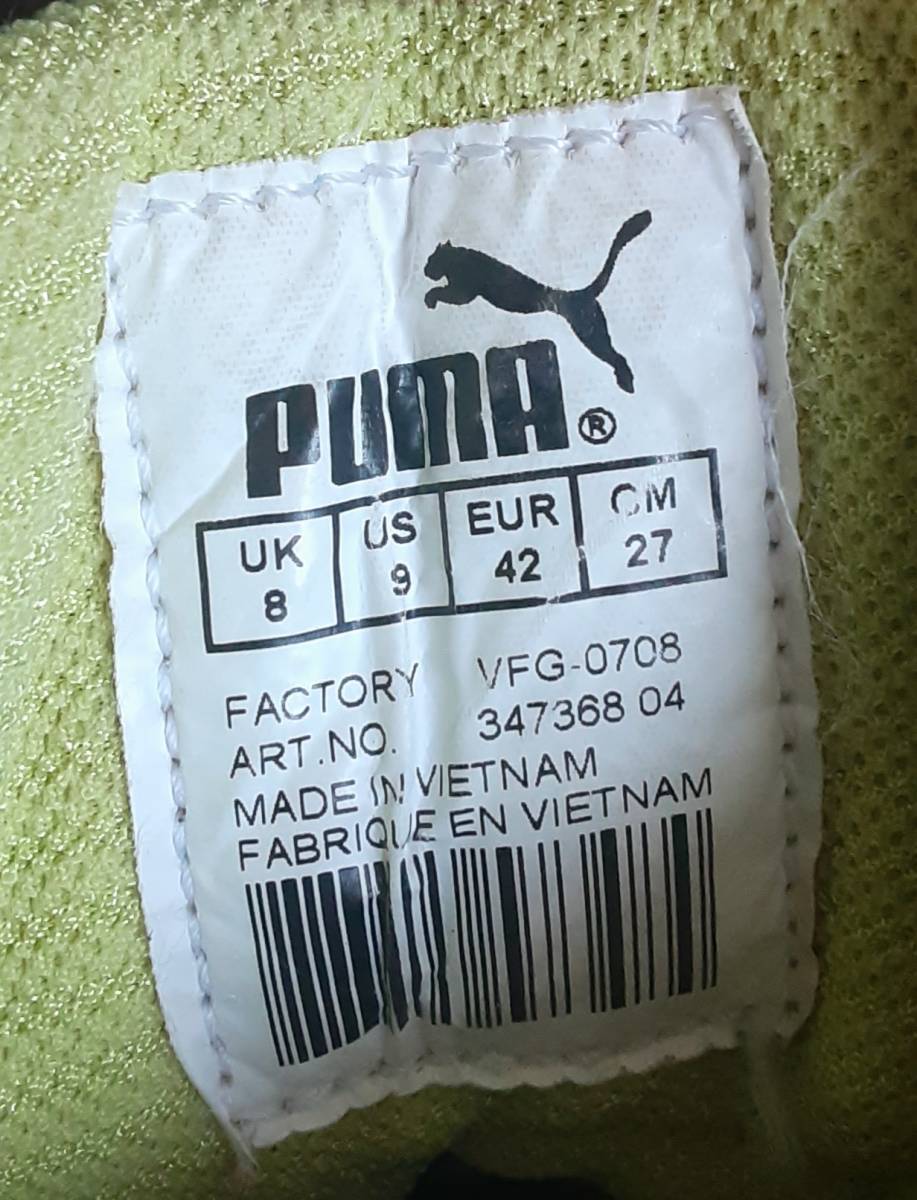 PUMA®
UK US EUR CM
8 9 42 27
FACTORY VFG-0708
ART.NO. 347368 04
MADE IN VIETNAM
FABRIQUE EN VIETNAM